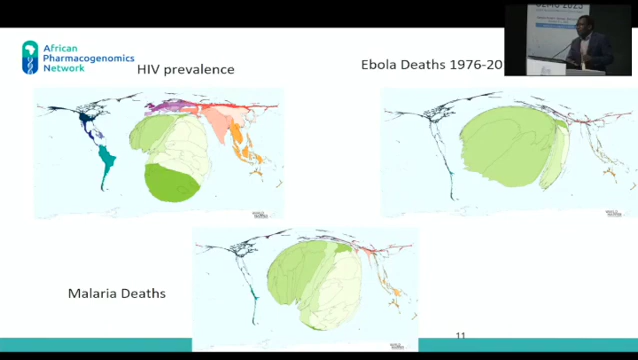 African
Pharmacogenomics
Network
HIV prevalence
Ebola Deaths 1976-20
Malaria Deaths
11